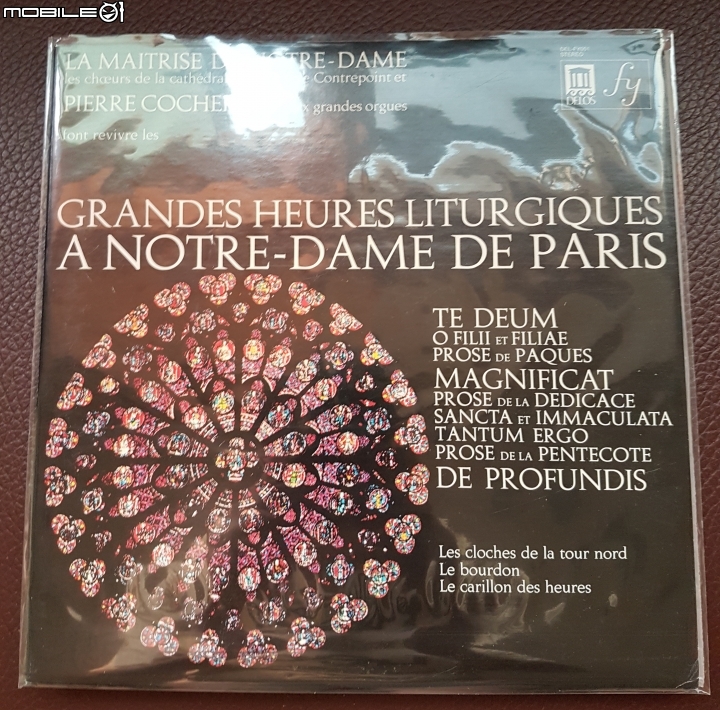 MOBILE01
LA MAITRISE
TRE-DAME
les chœurs de la
Contrepoint et
PIERRE
grandes orgues
font revivre les
STEREO
DELOS
fy
GRANDES HEURES LITURGIQUES
A NOTRE-DAME DE PARIS
TE DEUM
O FILII ET FILIAE
PROSE DE PAQUES
MAGNIFICAT
PROSE DE LA DEDICACE
SANCTA ET IMMACULATA
TANTUM ERGO
PROSE DE LA PENTECOTE
DE PROFUNDIS
Les cloches de la tour nord
Le bourdon
Le carillon des heures